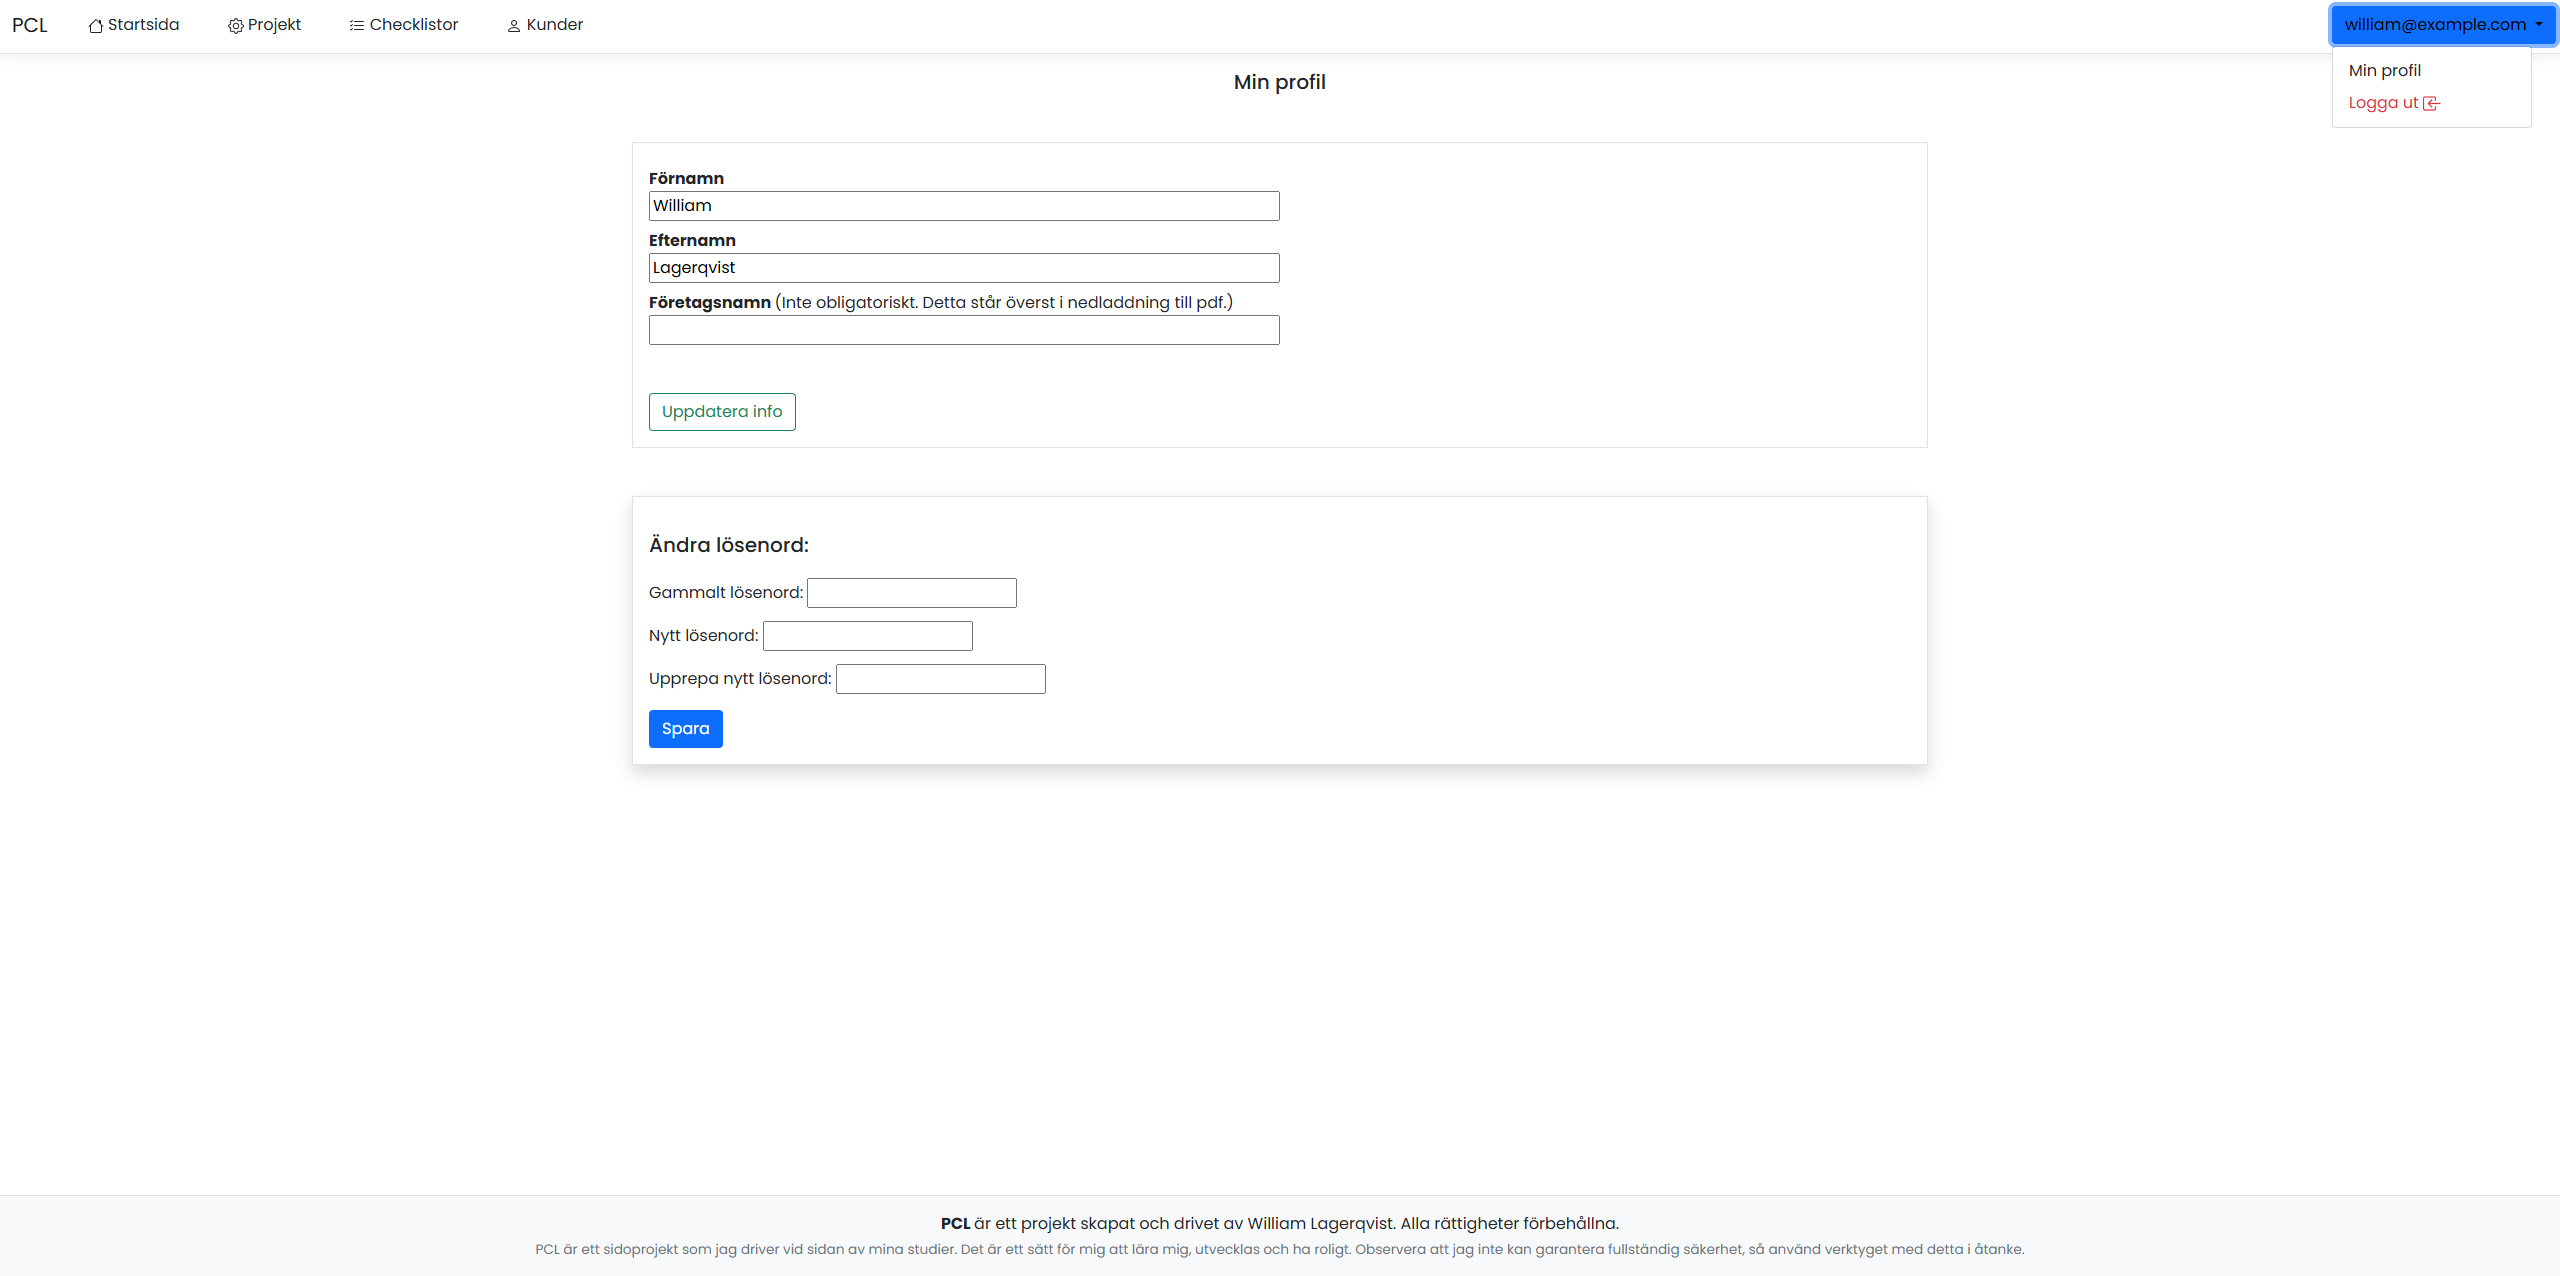 PCL Startsida Projekt Checklistor Kunder william@example.com
Min profil
Logga ut
Min profil
Förnamn
William
Efternamn
Lagerqvist
Företagsnamn (Inte obligatoriskt. Detta står överst i nedladdning till pdf.)
Uppdatera info
Ändra lösenord:
Gammalt lösenord:
Nytt lösenord:
Upprepa nytt lösenord:
Spara
PCL är ett projekt skapat och drivet av William Lagerqvist. Alla rättigheter förbehållna.
PCL är ett sidoprojekt som jag driver vid sidan av mina studier. Det är ett sätt för mig att lära mig, utvecklas och ha roligt. Observera att jag inte kan garantera fullständig säkerhet, så använd verktyget med detta i åtanke.